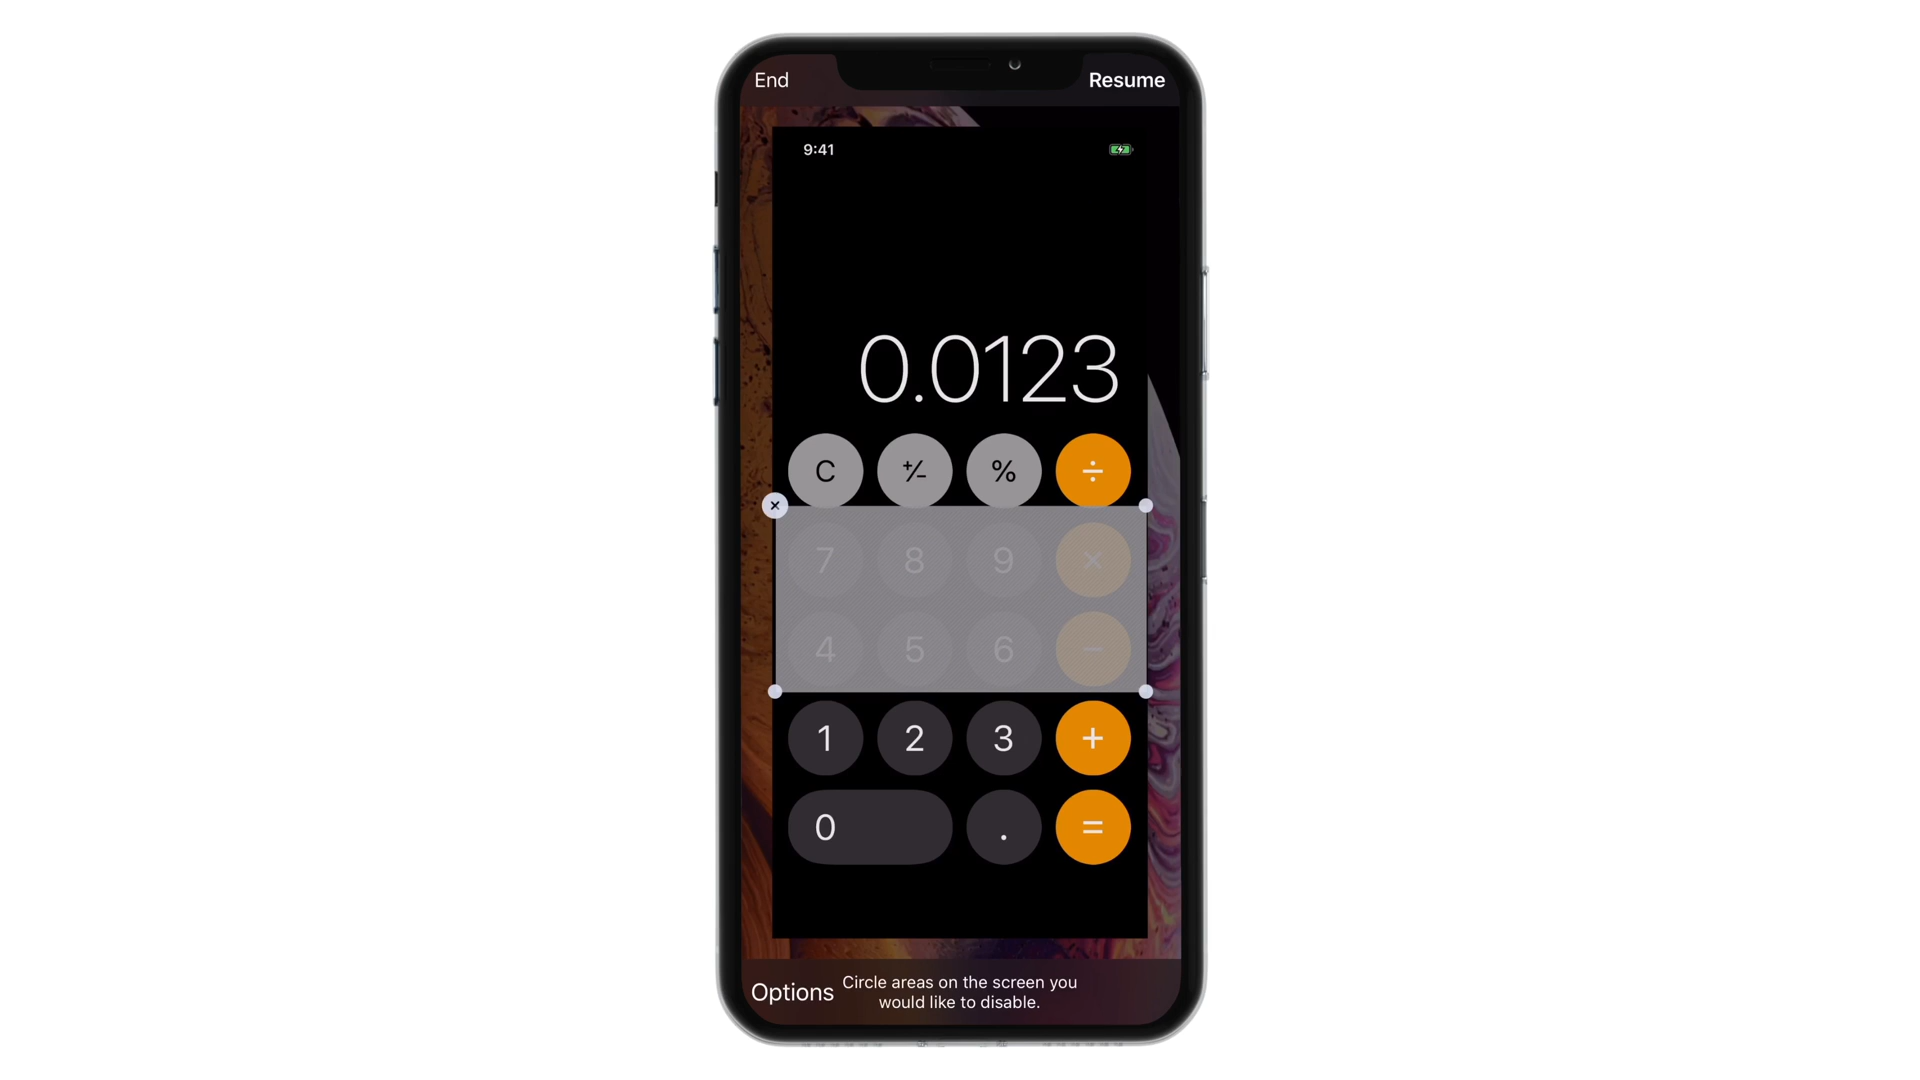 End Resume
9:41
0.0123
C ⁺∕₋ % ÷
7 8 9 ×
4 5 6 −
1 2 3 +
0 . =
Options
Circle areas on the screen you
would like to disable.